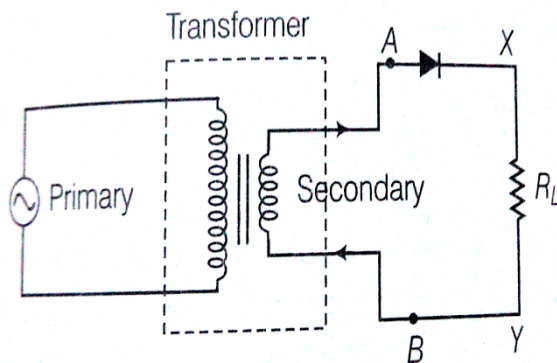 Transformer
A
X
Primary
Secondary
R_L
B
Y